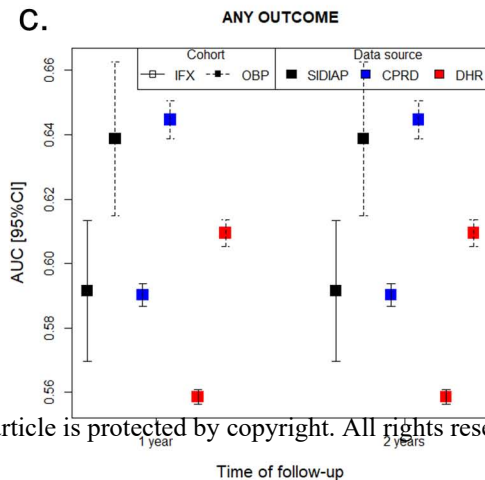 C.
ANY OUTCOME
Cohort
IFX
OBP
Data source
SIDIAP
CPRD
DHR
AUC [95%CI]
0.66
0.64
0.62
0.60
0.58
0.56
article is protected by copyright. All rights rese
1 year
2 years
Time of follow-up